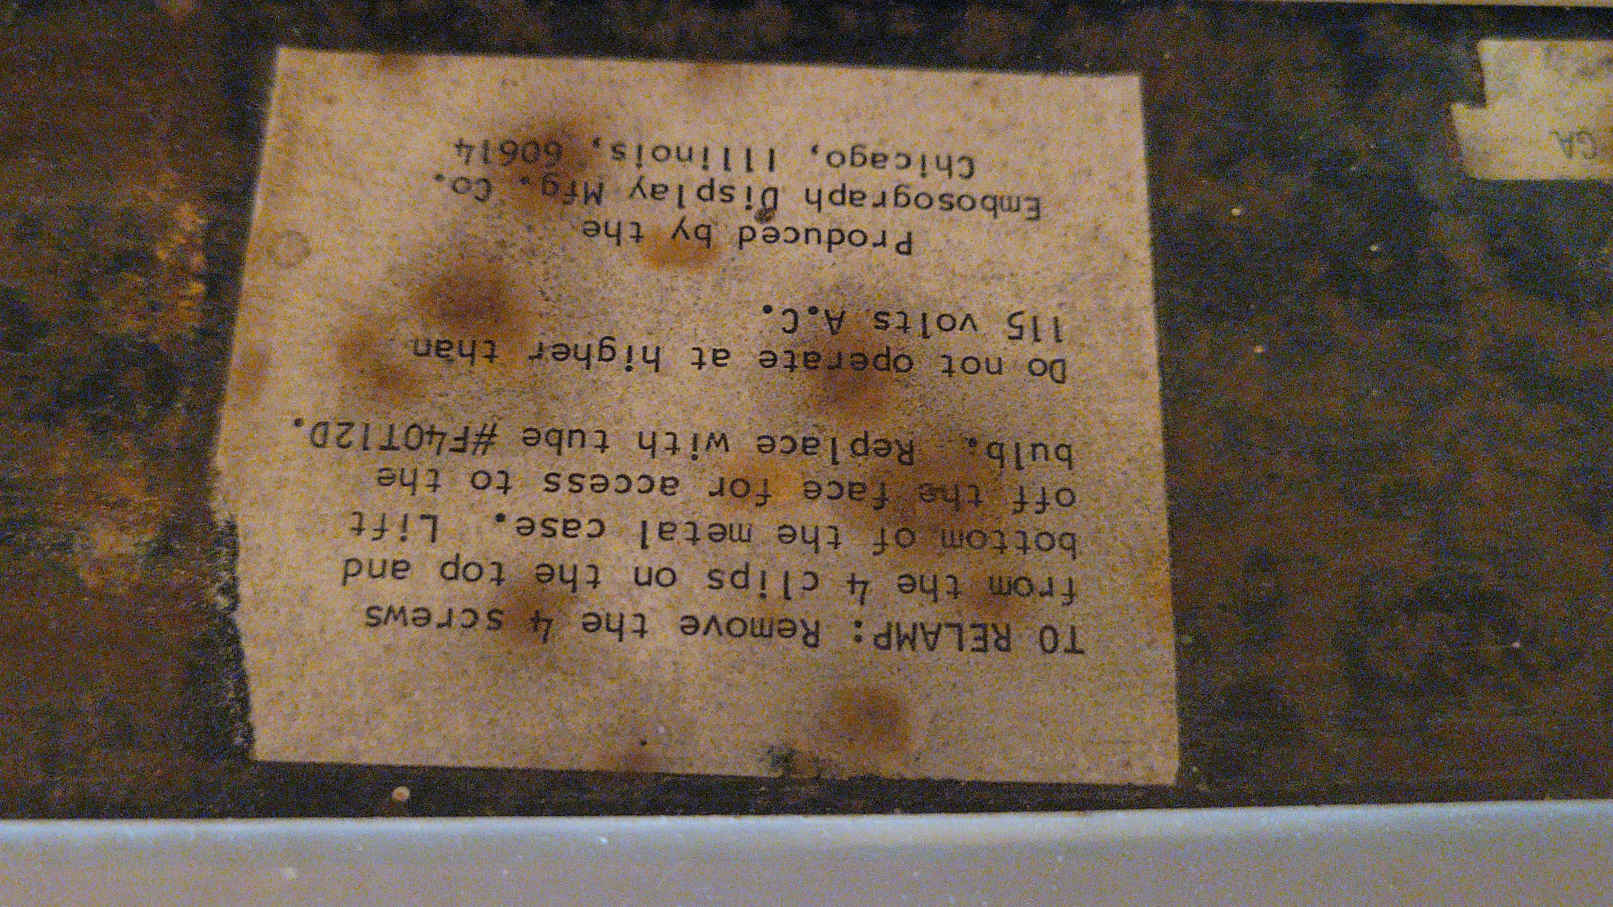 TO RELAMP: Remove the 4 screws
from the 4 clips on the top and
bottom of the metal case. Lift
off the face for access to the
bulb. Replace with tube #F40T12D.
Do not operate at higher than
115 volts A.C.
Produced by the
Embosograph Display Mfg. Co.
Chicago, Illinois, 60614